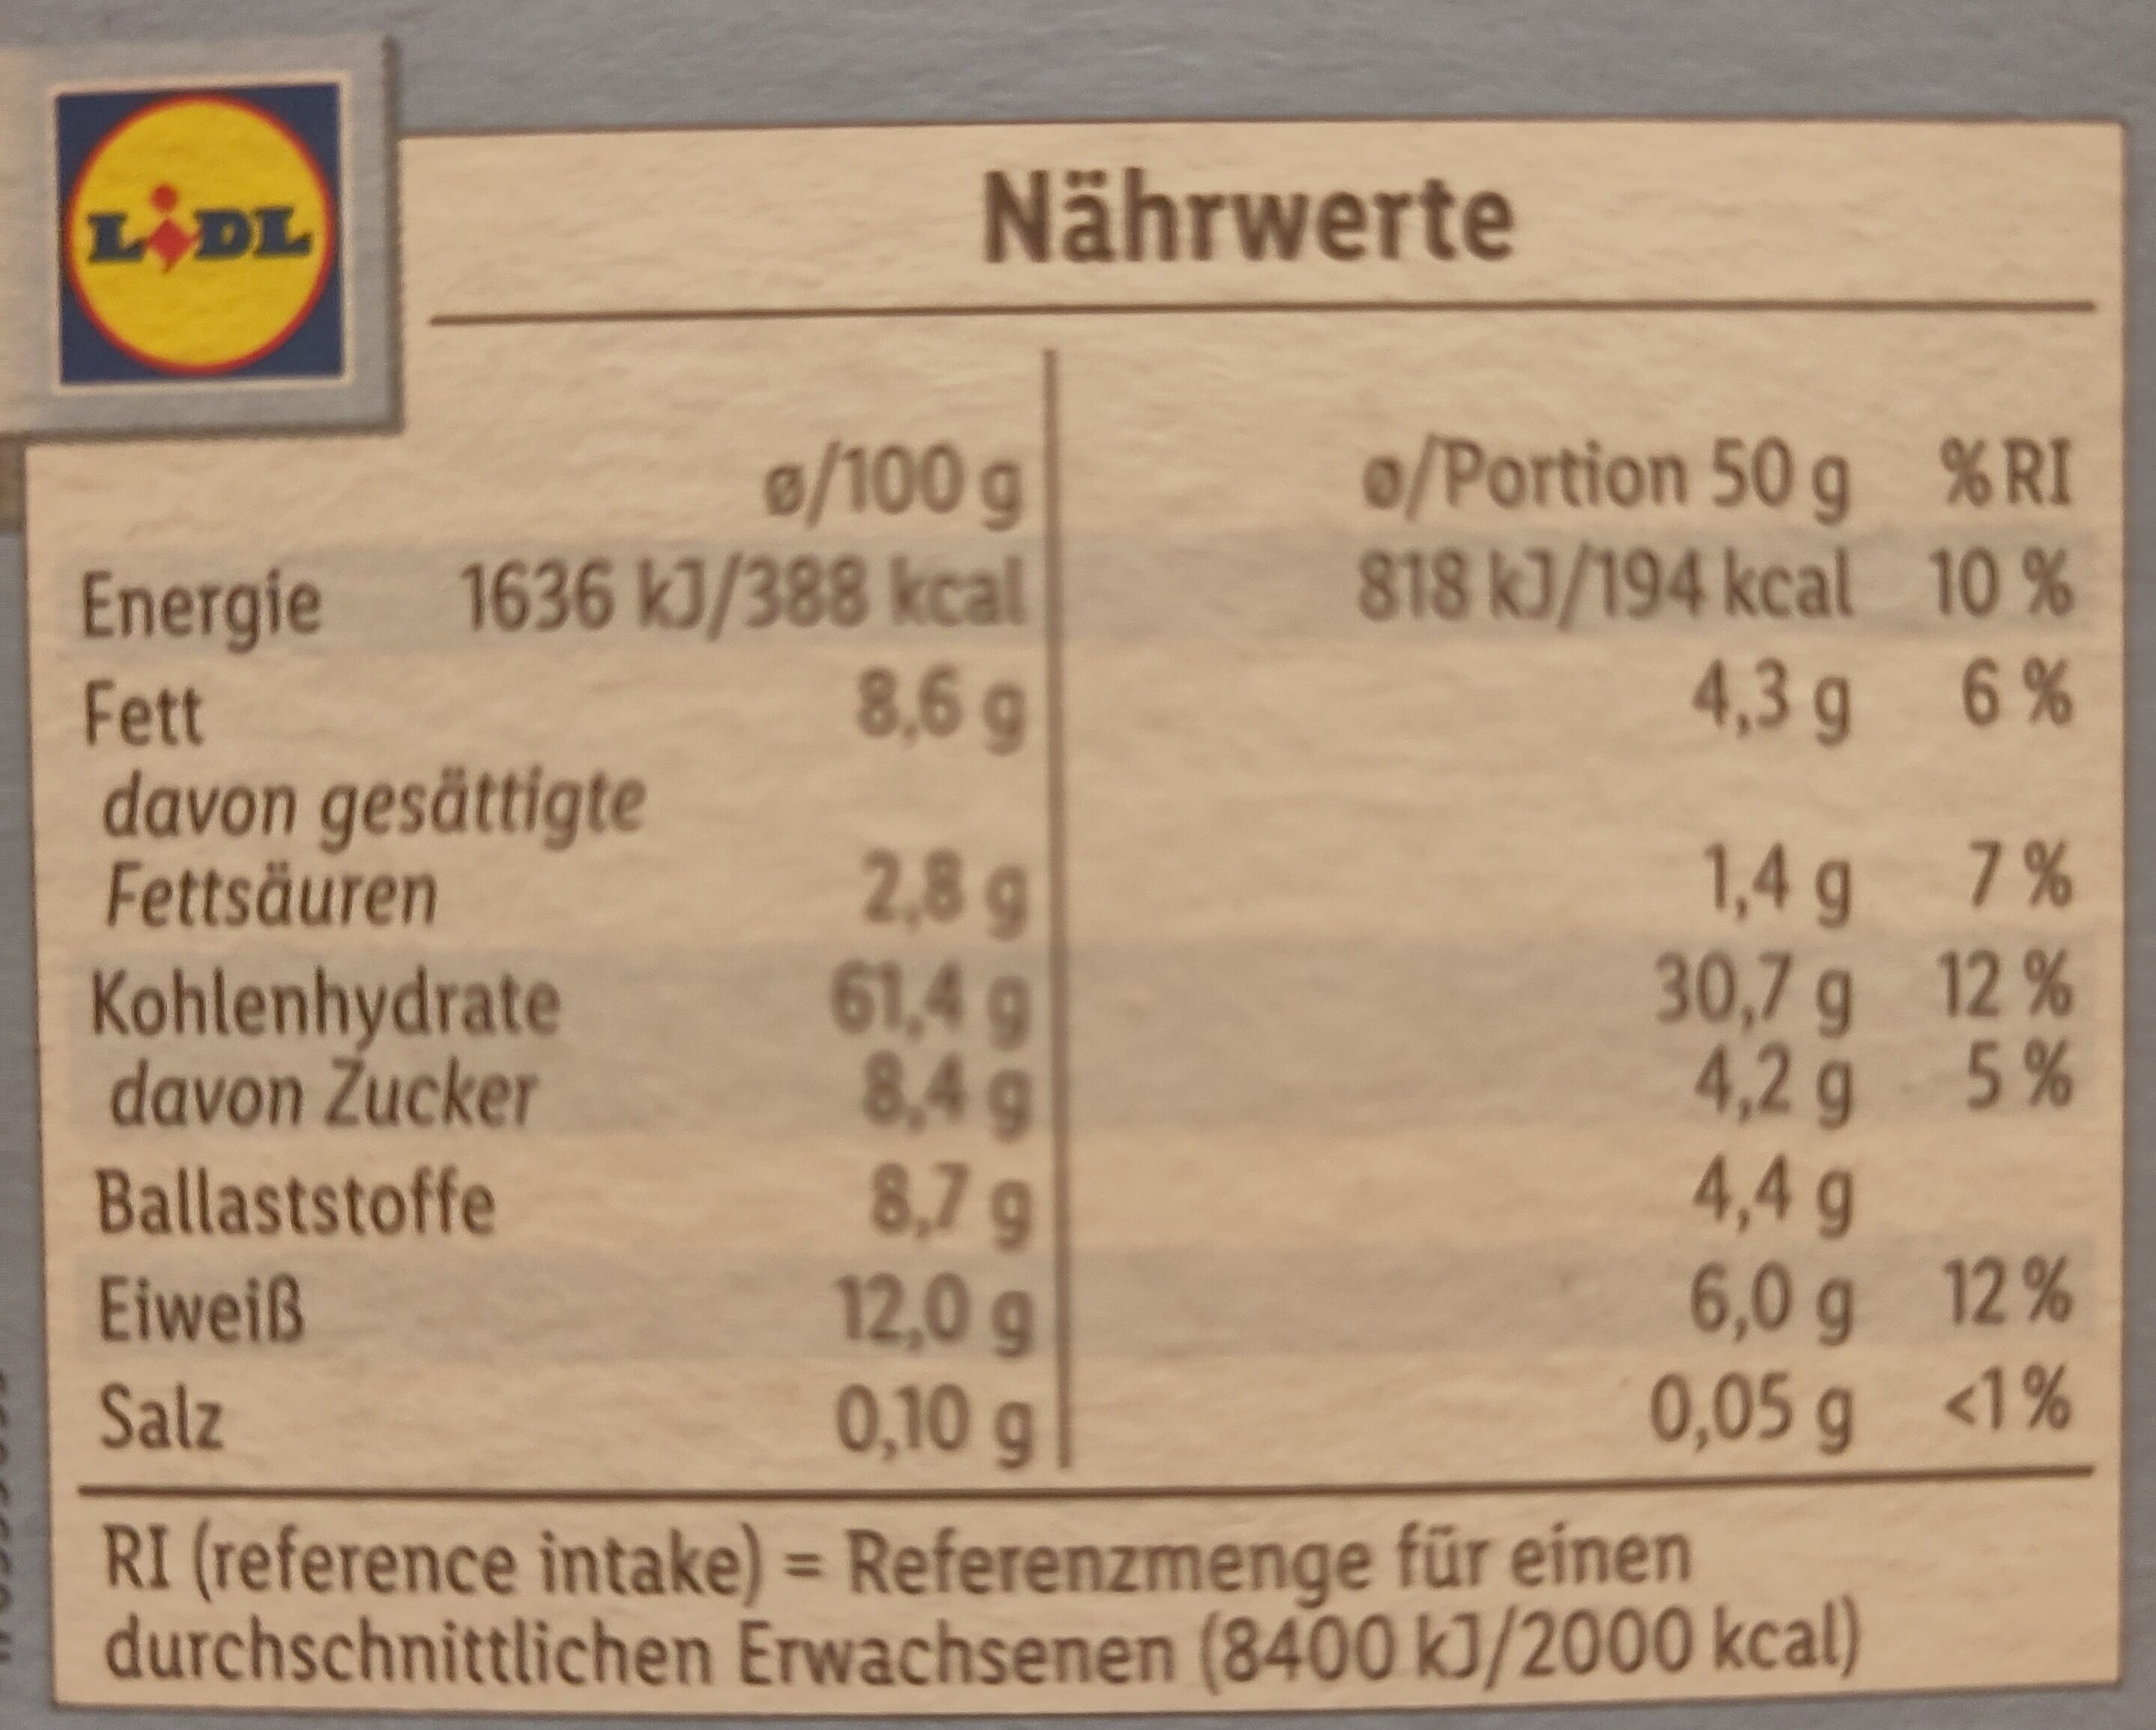 LIDL
Nährwerte
ø/100 g ø/Portion 50 g % RI
Energie 1636 kJ/388 kcal 818 kJ/194 kcal 10 %
Fett 8,6 g 4,3 g 6 %
davon gesättigte
Fettsäuren 2,8 g 1,4 g 7 %
Kohlenhydrate 61,4 g 30,7 g 12 %
davon Zucker 8,4 g 4,2 g 5 %
Ballaststoffe 8,7 g 4,4 g
Eiweiß 12,0 g 6,0 g 12 %
Salz 0,10 g 0,05 g <1 %
RI (reference intake) = Referenzmenge für einen
durchschnittlichen Erwachsenen (8400 kJ/2000 kcal)